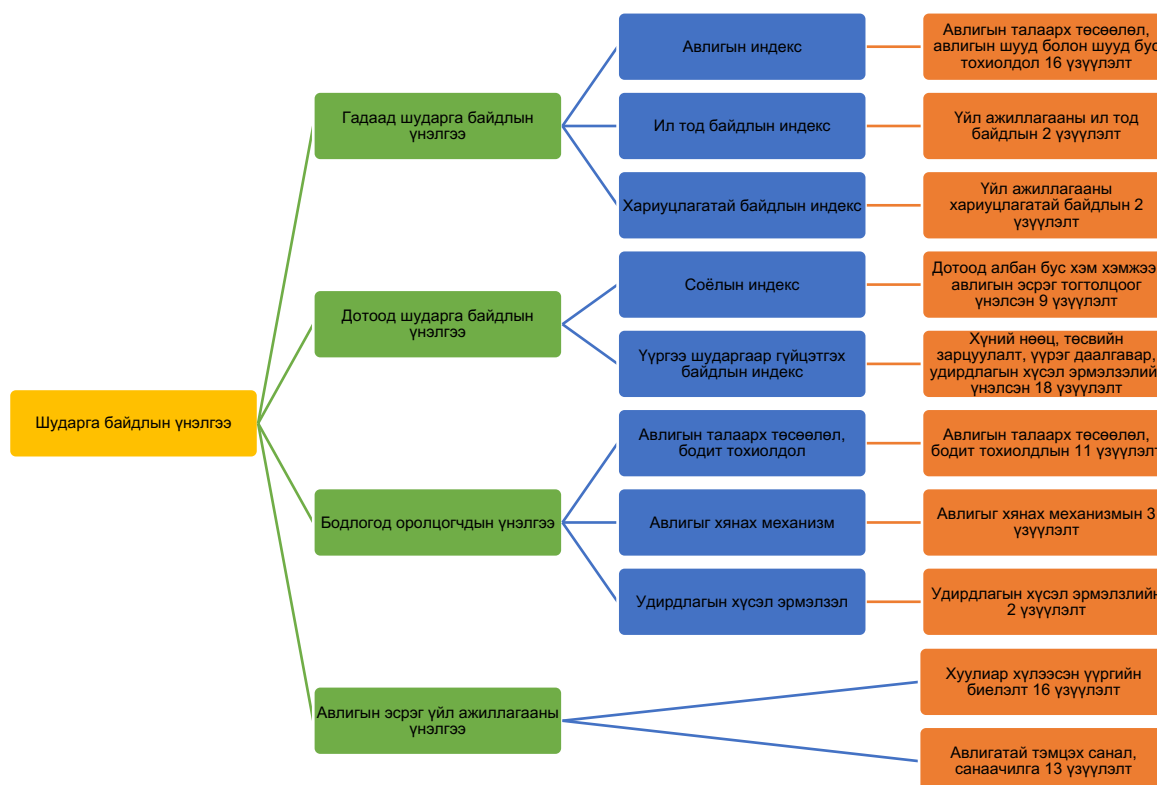 Шударга байдлын үнэлгээ
Гадаад шударга байдлын
үнэлгээ
Авлигын индекс
Авлигын талаарх төсөөлөл,
авлигын шууд болон шууд бус
тохиолдол 16 үзүүлэлт
Ил тод байдлын индекс
Үйл ажиллагааны ил тод
байдлын 2 үзүүлэлт
Хариуцлагатай байдлын индекс
Үйл ажиллагааны
хариуцлагатай байдлын 2
үзүүлэлт
Дотоод шударга байдлын
үнэлгээ
Соёлын индекс
Дотоод албан бус хэм хэмжээ
авлигын эсрэг тогтолцоог
үнэлсэн 9 үзүүлэлт
Үүргээ шударгаар гүйцэтгэх
байдлын индекс
Хүний нөөц, төсвийн
зарцуулалт, үүрэг даалгавар,
удирдлагын хүсэл эрмэлзэлийг
үнэлсэн 18 үзүүлэлт
Бодлогод оролцогчдын үнэлгээ
Авлигын талаарх төсөөлөл,
бодит тохиолдол
Авлигын талаарх төсөөлөл,
бодит тохиолдлын 11 үзүүлэлт
Авлигыг хянах механизм
Авлигыг хянах механизмын 3
үзүүлэлт
Удирдлагын хүсэл эрмэлзэл
Удирдлагын хүсэл эрмэлзлийн
2 үзүүлэлт
Авлигын эсрэг үйл ажиллагааны
үнэлгээ
Хуулиар хүлээсэн үүргийн
биелэлт 16 үзүүлэлт
Авлигатай тэмцэх санал,
санаачилга 13 үзүүлэлт